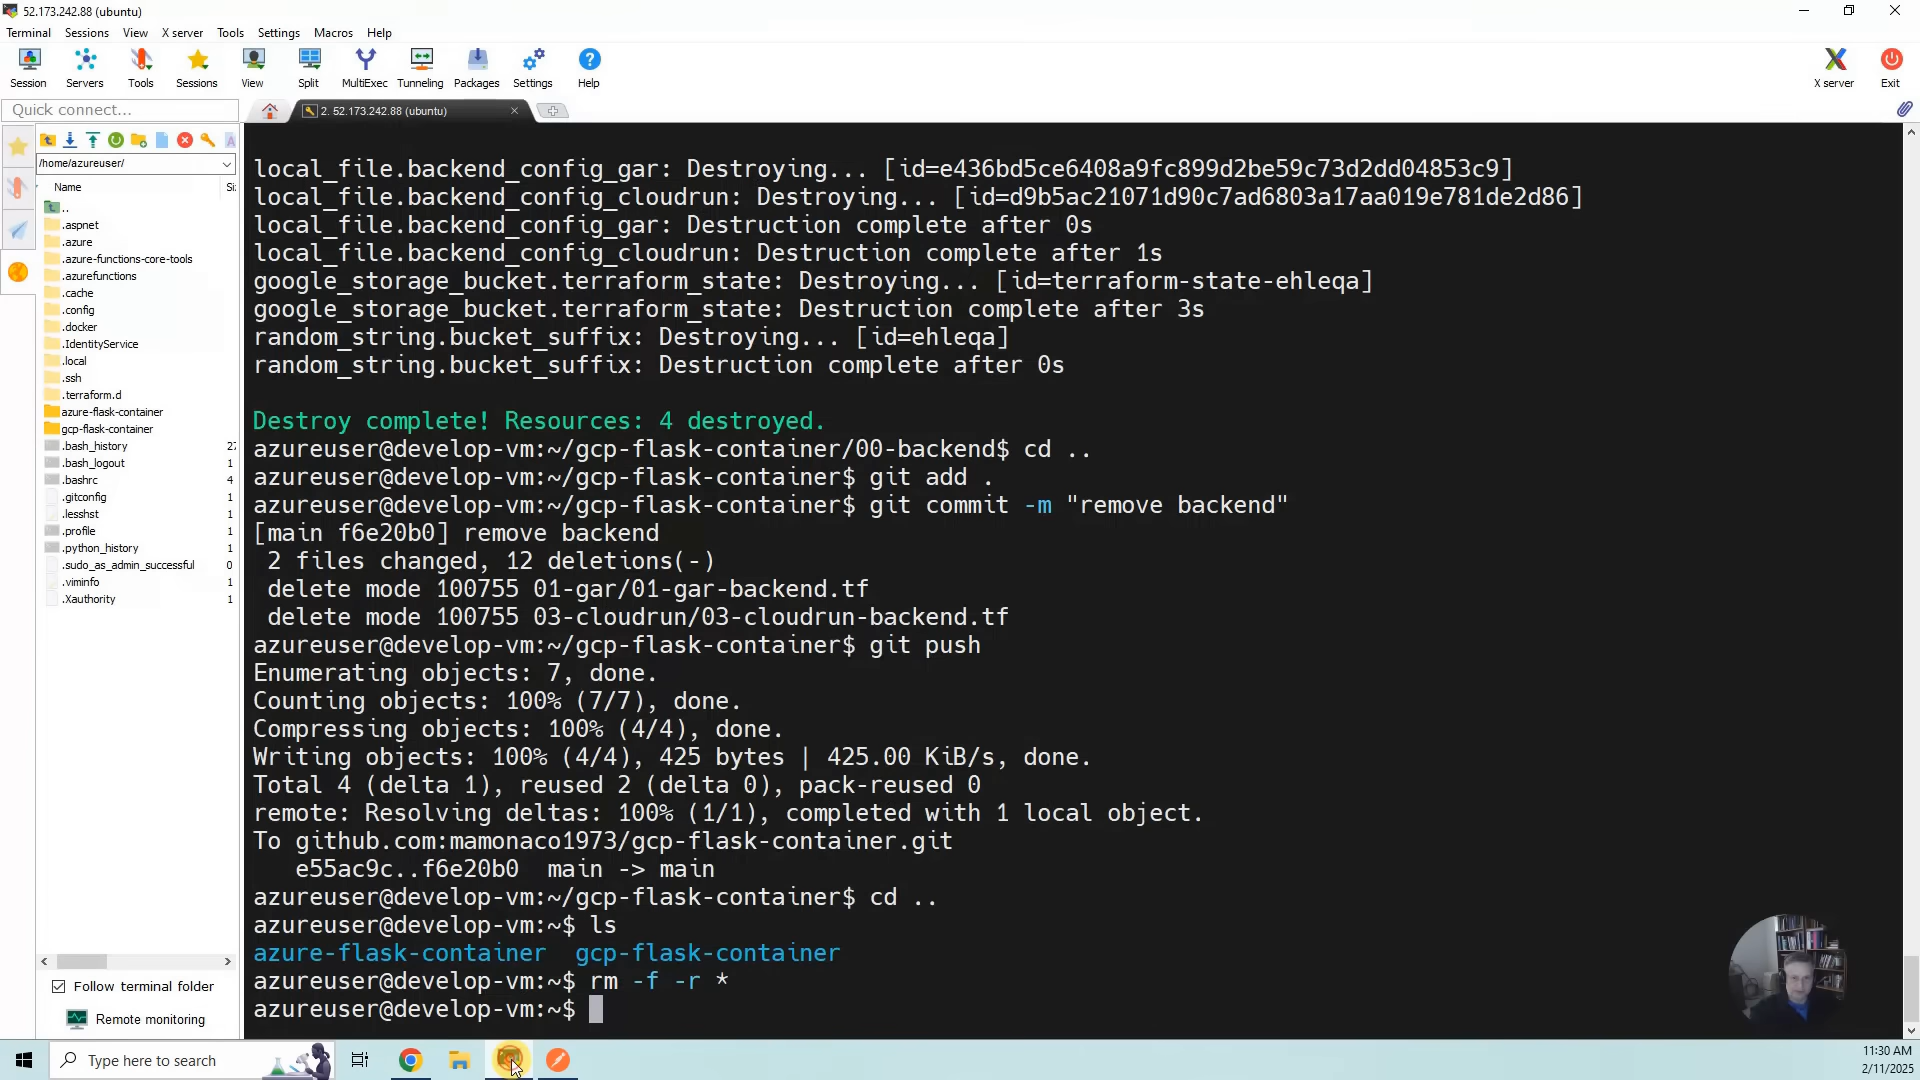 52.173.242.88 (ubuntu)
Terminal Sessions View X server Tools Settings Macros Help
Session Servers Tools Sessions View Split MultiExec Tunneling Packages Settings Help X server Exit
Quick connect...
2. 52.173.242.88 (ubuntu)
/home/azureuser/
Name Si
..
.aspnet
.azure
.azure-functions-core-tools
.azurefunctions
.cache
.config
.docker
.IdentityService
.local
.ssh
.terraform.d
azure-flask-container
gcp-flask-container
.bash_history 27
.bash_logout 1
.bashrc 4
.gitconfig 1
.lesshst 1
.profile 1
.python_history 1
.sudo_as_admin_successful 0
.viminfo 1
.Xauthority 1
Follow terminal folder
Remote monitoring
local_file.backend_config_gar: Destroying... [id=e436bd5ce6408a9fc899d2be59c73d2dd04853c9]
local_file.backend_config_cloudrun: Destroying... [id=d9b5ac21071d90c7ad6803a17aa019e781de2d86]
local_file.backend_config_gar: Destruction complete after 0s
local_file.backend_config_cloudrun: Destruction complete after 1s
google_storage_bucket.terraform_state: Destroying... [id=terraform-state-ehleqa]
google_storage_bucket.terraform_state: Destruction complete after 3s
random_string.bucket_suffix: Destroying... [id=ehleqa]
random_string.bucket_suffix: Destruction complete after 0s
Destroy complete! Resources: 4 destroyed.
azureuser@develop-vm:~/gcp-flask-container/00-backend$ cd ..
azureuser@develop-vm:~/gcp-flask-container$ git add .
azureuser@develop-vm:~/gcp-flask-container$ git commit -m "remove backend"
[main f6e20b0] remove backend
2 files changed, 12 deletions(-)
delete mode 100755 01-gar/01-gar-backend.tf
delete mode 100755 03-cloudrun/03-cloudrun-backend.tf
azureuser@develop-vm:~/gcp-flask-container$ git push
Enumerating objects: 7, done.
Counting objects: 100% (7/7), done.
Compressing objects: 100% (4/4), done.
Writing objects: 100% (4/4), 425 bytes | 425.00 KiB/s, done.
Total 4 (delta 1), reused 2 (delta 0), pack-reused 0
remote: Resolving deltas: 100% (1/1), completed with 1 local object.
To github.com:mamonaco1973/gcp-flask-container.git
e55ac9c..f6e20b0 main -> main
azureuser@develop-vm:~/gcp-flask-container$ cd ..
azureuser@develop-vm:~$ ls
azure-flask-container gcp-flask-container
azureuser@develop-vm:~$ rm -f -r *
azureuser@develop-vm:~$
Type here to search
11:30 AM
2/11/2025